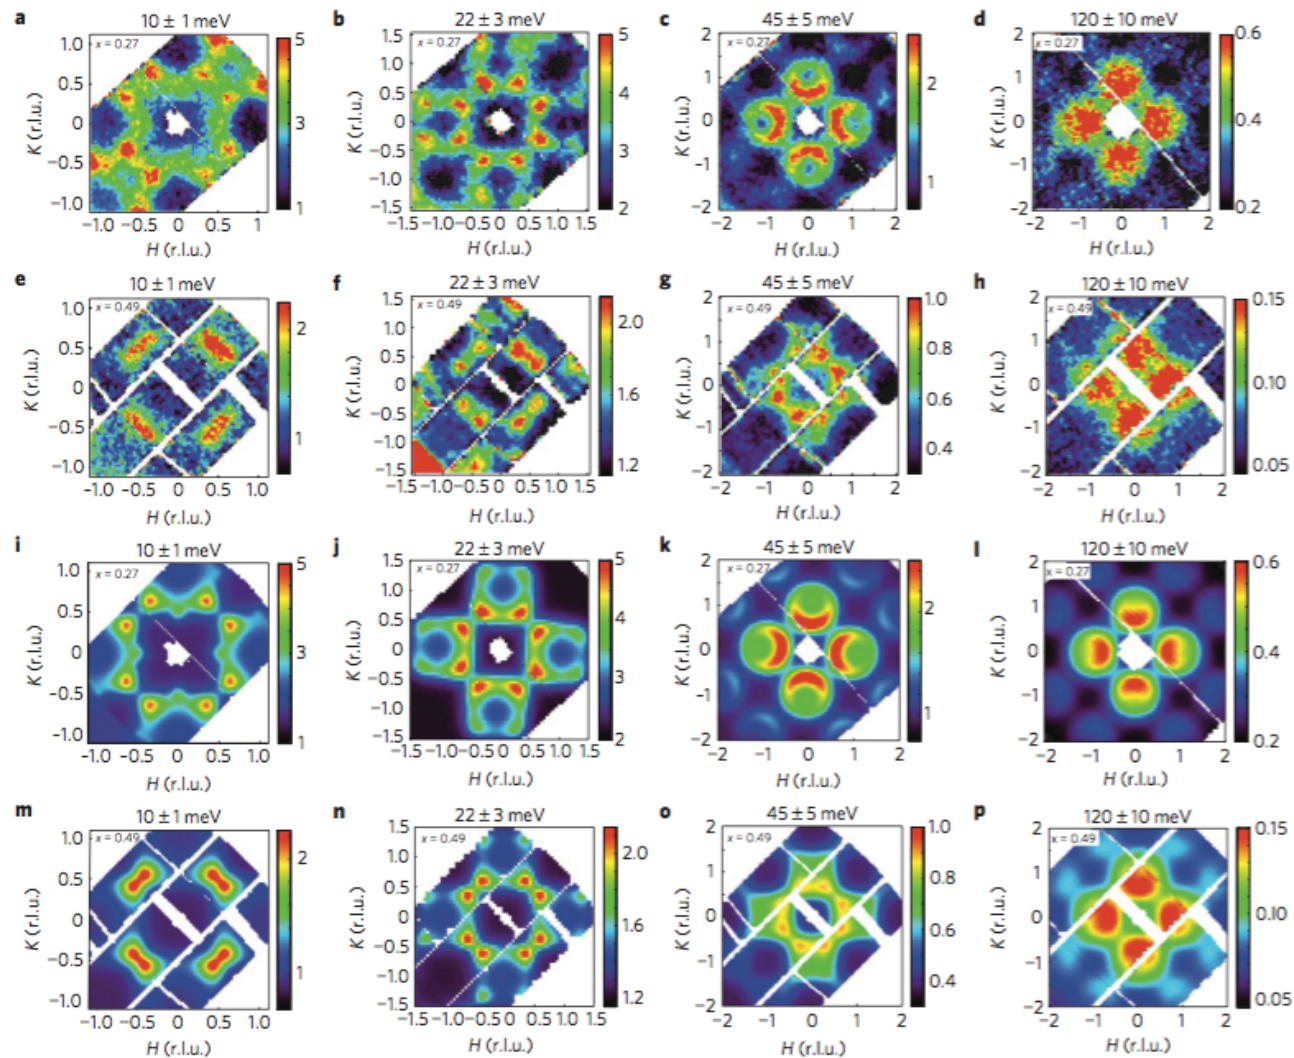 a 10 ± 1 meV
x = 0.27
K (r.l.u.)
1.0
0.5
0
−0.5
−1.0
−1.0 −0.5 0 0.5 1
H (r.l.u.)
5
3
1
b 22 ± 3 meV
x = 0.27
K (r.l.u.)
1.5
1.0
0.5
0
−0.5
−1.0
−1.5
−1.5 −1.0 −0.5 0 0.5 1.0 1.5
H (r.l.u.)
5
4
3
2
c 45 ± 5 meV
x = 0.27
K (r.l.u.)
2
1
0
−1
−2
−2 −1 0 1 2
H (r.l.u.)
2
1
d 120 ± 10 meV
x = 0.27
K (r.l.u.)
2
1
0
−1
−2
−2 −1 0 1 2
H (r.l.u.)
0.6
0.4
0.2
e 10 ± 1 meV
x = 0.49
K (r.l.u.)
1.0
0.5
0
−0.5
−1.0
−1.0 −0.5 0 0.5 1.0
H (r.l.u.)
2
1
f 22 ± 3 meV
x = 0.49
K (r.l.u.)
1.5
1.0
0.5
0
−0.5
−1.0
−1.5
−1.5 −1.0 −0.5 0 0.5 1.0 1.5
H (r.l.u.)
2.0
1.6
1.2
g 45 ± 5 meV
x = 0.49
K (r.l.u.)
2
1
0
−1
−2
−2 −1 0 1 2
H (r.l.u.)
1.0
0.8
0.6
0.4
h 120 ± 10 meV
x = 0.49
K (r.l.u.)
2
1
0
−1
−2
−2 −1 0 1 2
H (r.l.u.)
0.15
0.10
0.05
i 10 ± 1 meV
x = 0.27
K (r.l.u.)
1.0
0.5
0
−0.5
−1.0
−1.0 −0.5 0 0.5 1.0
H (r.l.u.)
5
3
1
j 22 ± 3 meV
x = 0.27
K (r.l.u.)
1.5
1.0
0.5
0
−0.5
−1.0
−1.5
−1.5 −1.0 −0.5 0 0.5 1.0 1.5
H (r.l.u.)
5
4
3
2
k 45 ± 5 meV
x = 0.27
K (r.l.u.)
2
1
0
−1
−2
−2 −1 0 1 2
H (r.l.u.)
2
1
l 120 ± 10 meV
x = 0.27
K (r.l.u.)
2
1
0
−1
−2
−2 −1 0 1 2
H (r.l.u.)
0.6
0.4
0.2
m 10 ± 1 meV
x = 0.49
K (r.l.u.)
1.0
0.5
0
−0.5
−1.0
−1.0 −0.5 0 0.5 1.0
H (r.l.u.)
2
1
n 22 ± 3 meV
x = 0.49
K (r.l.u.)
1.5
1.0
0.5
0
−0.5
−1.0
−1.5
−1.5 −1.0 −0.5 0 0.5 1.0 1.5
H (r.l.u.)
2.0
1.6
1.2
o 45 ± 5 meV
x = 0.49
K (r.l.u.)
2
1
0
−1
−2
−2 −1 0 1 2
H (r.l.u.)
1.0
0.8
0.6
0.4
p 120 ± 10 meV
x = 0.49
K (r.l.u.)
2
1
0
−1
−2
−2 −1 0 1 2
H (r.l.u.)
0.15
0.10
0.05